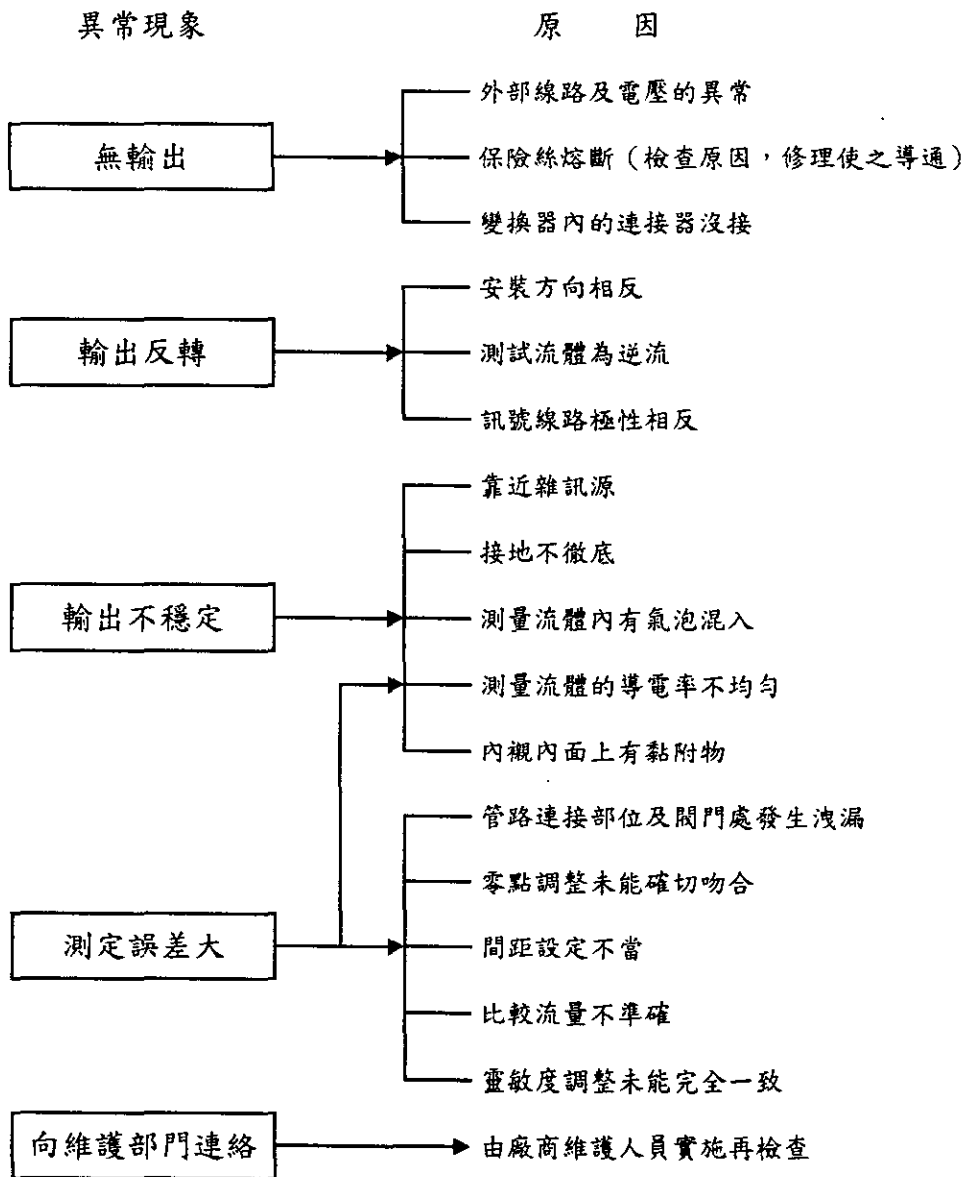 異常現象 原 因
外部線路及電壓的異常
無輸出
保險絲熔斷（檢查原因，修理使之導通）
變換器內的連接器沒接
安裝方向相反
輸出反轉
測試流體為逆流
訊號線路極性相反
靠近雜訊源
接地不徹底
輸出不穩定
測量流體內有氣泡混入
測量流體的導電率不均勻
內襯內面上有黏附物
管路連接部位及閥門處發生洩漏
零點調整未能確切吻合
測定誤差大
間距設定不當
比較流量不準確
靈敏度調整未能完全一致
向維護部門連絡
由廠商維護人員實施再檢查